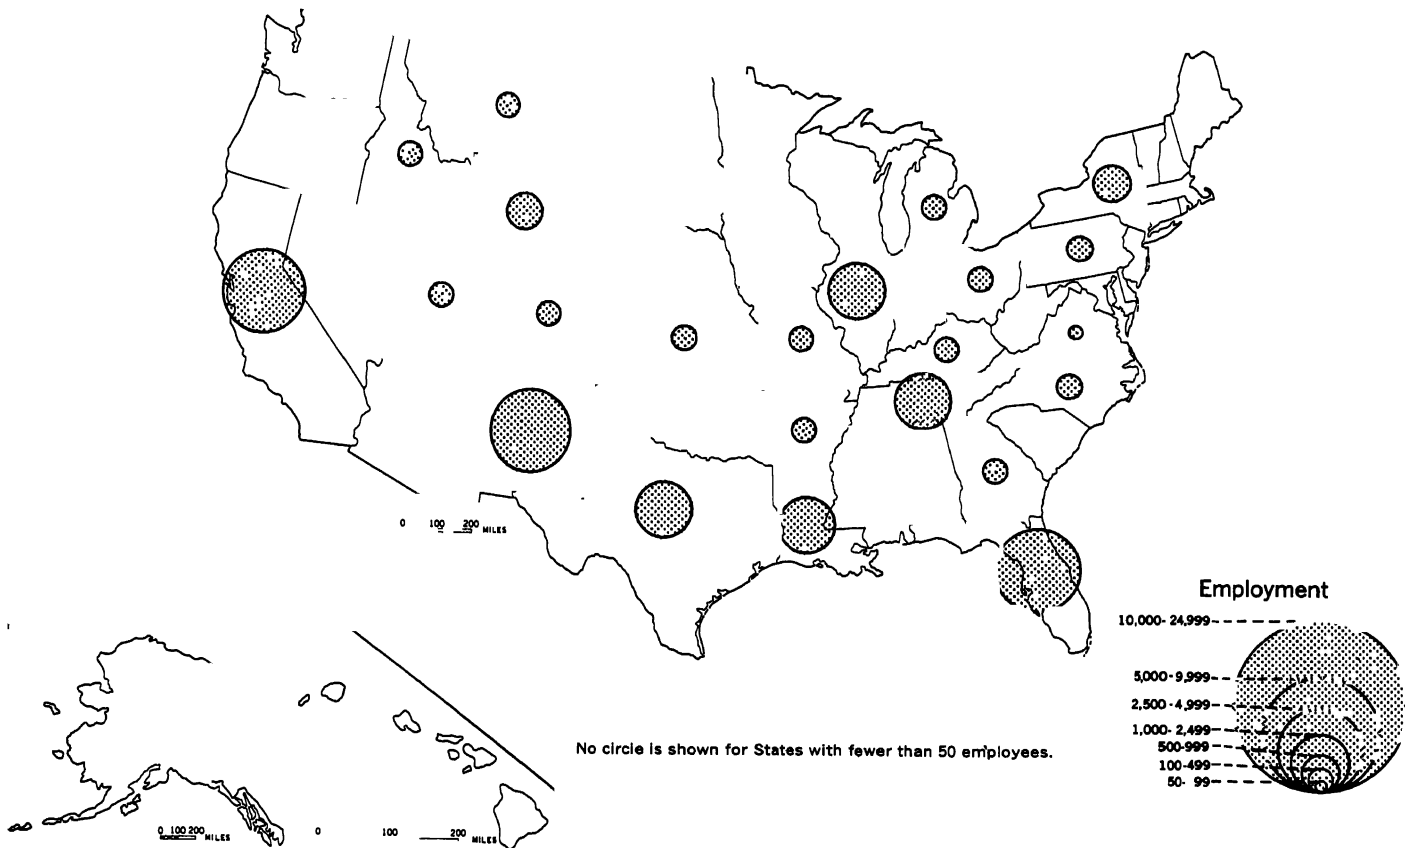 0 100 200 MILES
Employment
10,000- 24,999
5,000-9,999
2,500-4,999
1,000-2,499
500-999
100-499
50- 99
No circle is shown for States with fewer than 50 employees.
0 100 200 MILES
0 100 200 MILES